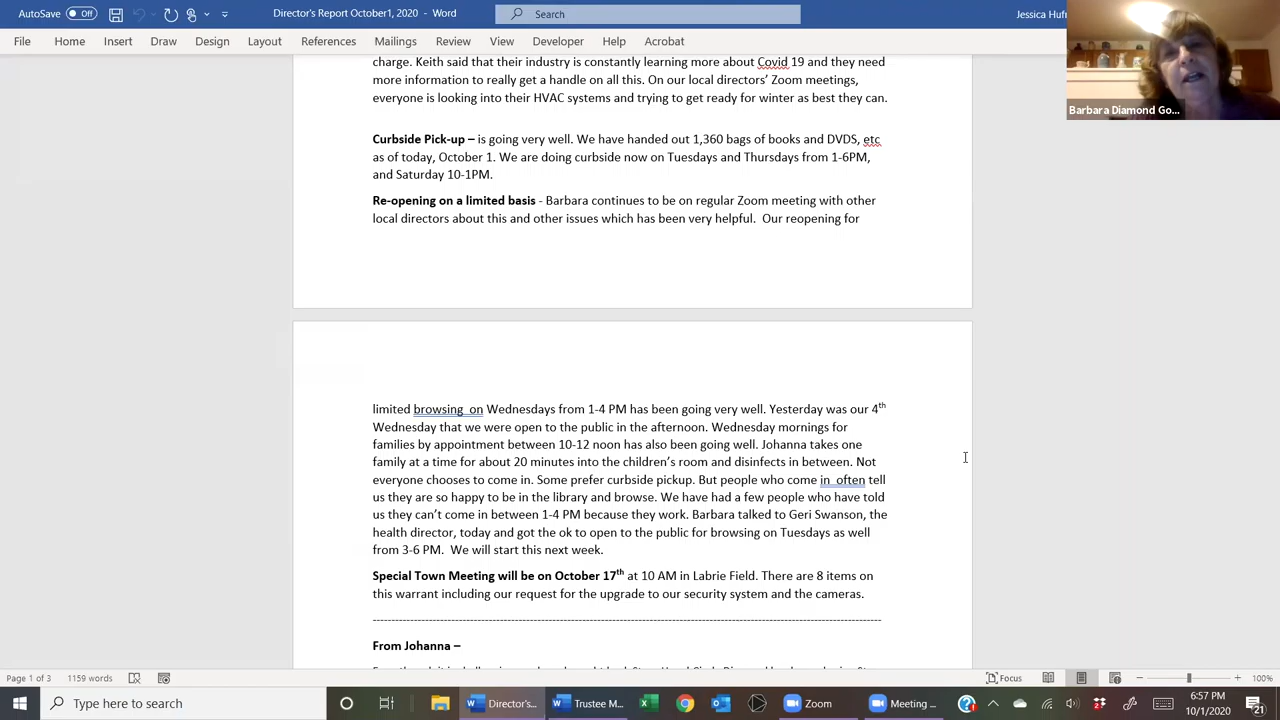 AutoSave Off
Director's Report October1, 2020
Search
Jessica Huf
File Home Insert Draw Design Layout References Mailings Review View Developer Help Acrobat
Barbara Diamond Go...
charge. Keith said that their industry is constantly learning more about Covid 19 and they need
more information to really get a handle on all this. On our local directors' Zoom meetings,
everyone is looking into their HVAC systems and trying to get ready for winter as best they can.
Curbside Pick-up – is going very well. We have handed out 1,360 bags of books and DVDS, etc
as of today, October 1. We are doing curbside now on Tuesdays and Thursdays from 1-6PM,
and Saturday 10-1PM.
Re-opening on a limited basis - Barbara continues to be on regular Zoom meeting with other
local directors about this and other issues which has been very helpful.  Our reopening for
limited browsing  on Wednesdays from 1-4 PM has been going very well. Yesterday was our 4th
Wednesday that we were open to the public in the afternoon. Wednesday mornings for
families by appointment between 10-12 noon has also been going well. Johanna takes one
family at a time for about 20 minutes into the children's room and disinfects in between. Not
everyone chooses to come in. Some prefer curbside pickup. But people who come in  often tell
us they are so happy to be in the library and browse. We have had a few people who have told
us they can't come in between 1-4 PM because they work. Barbara talked to Geri Swanson, the
health director, today and got the ok to open to the public for browsing on Tuesdays as well
from 3-6 PM.  We will start this next week.
Special Town Meeting will be on October 17th at 10 AM in Labrie Field. There are 8 items on
this warrant including our request for the upgrade to our security system and the cameras.
--------------------------------------------------------------------------------------------
From Johanna –
Page 1 of 3 1159 words
Focus
100%
Type here to search
Director's...
Trustee M...
Zoom
Meeting ...
6:57 PM
10/1/2020
21